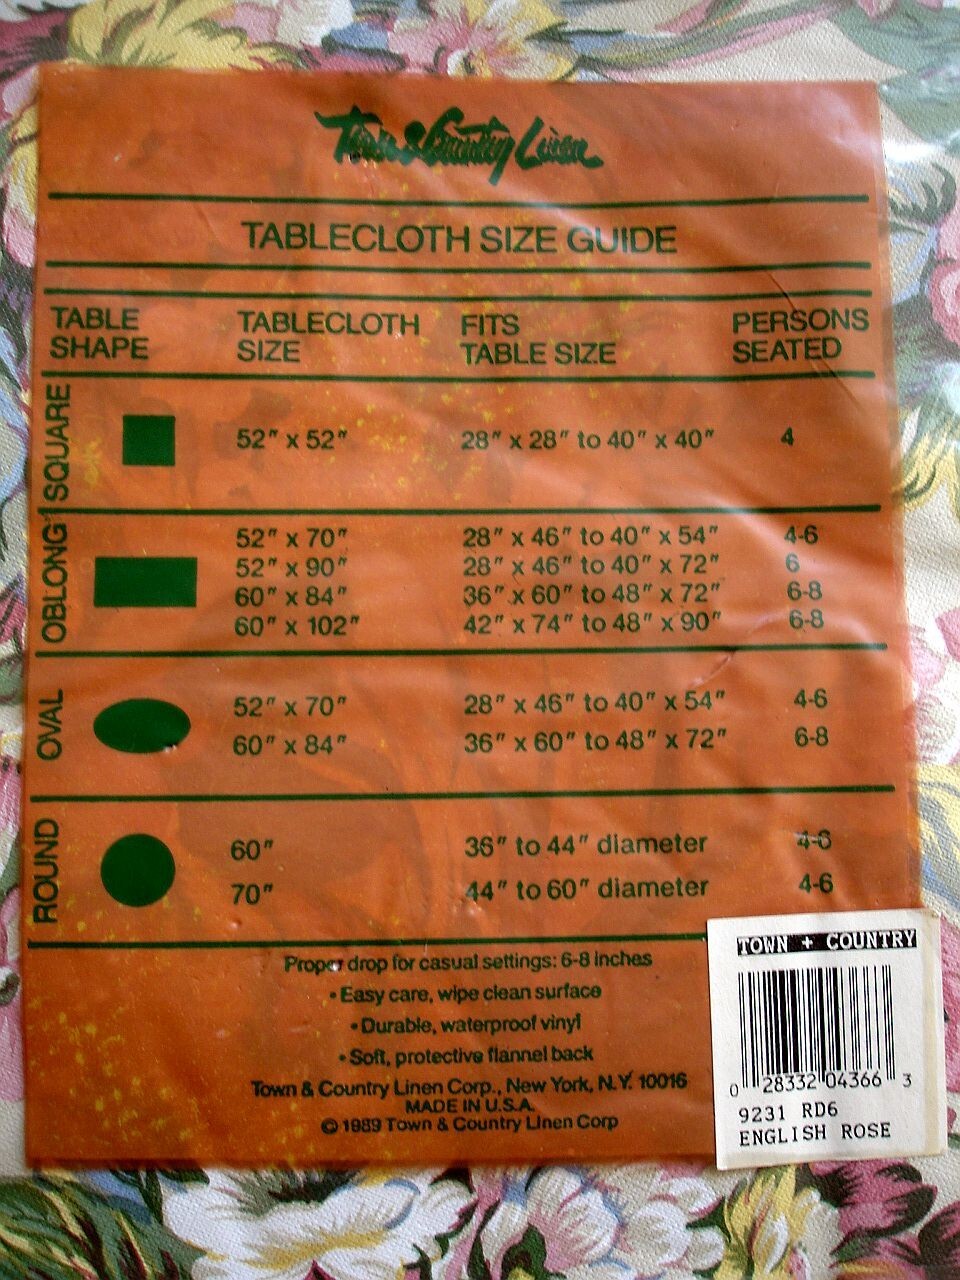 Town & Country Linen
TABLECLOTH SIZE GUIDE
TABLE SHAPE TABLECLOTH SIZE FITS TABLE SIZE PERSONS SEATED
SQUARE
52" x 52" 28" x 28" to 40" x 40" 4
OBLONG
52" x 70" 28" x 46" to 40" x 54" 4-6
52" x 90" 28" x 46" to 40" x 72" 6
60" x 84" 36" x 60" to 48" x 72" 6-8
60" x 102" 42" x 74" to 48" x 90" 6-8
OVAL
52" x 70" 28" x 46" to 40" x 54" 4-6
60" x 84" 36" x 60" to 48" x 72" 6-8
ROUND
60" 36" to 44" diameter 4-6
70" 44" to 60" diameter 4-6
Proper drop for casual settings: 6-8 inches
• Easy care, wipe clean surface
• Durable, waterproof vinyl
• Soft, protective flannel back
Town & Country Linen Corp., New York, N.Y. 10016
MADE IN U.S.A.
© 1989 Town & Country Linen Corp
TOWN + COUNTRY
0 28332 04366 3
9231 RD6
ENGLISH ROSE